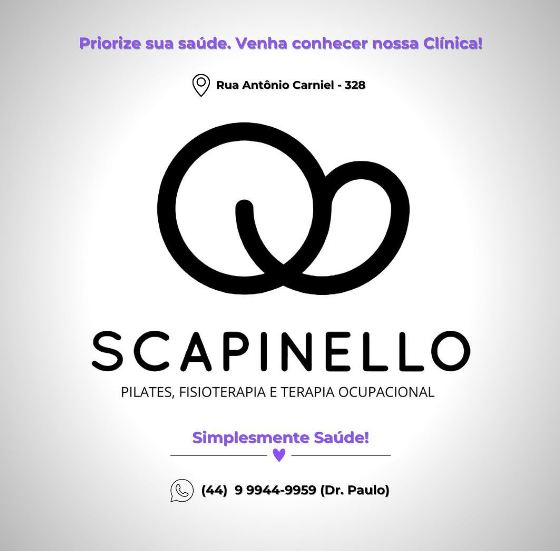 Priorize sua saúde. Venha conhecer nossa Clínica!
Rua Antônio Carniel - 328
SCAPINELLO
PILATES, FISIOTERAPIA E TERAPIA OCUPACIONAL
Simplesmente Saúde!
(44) 9 9944-9959 (Dr. Paulo)